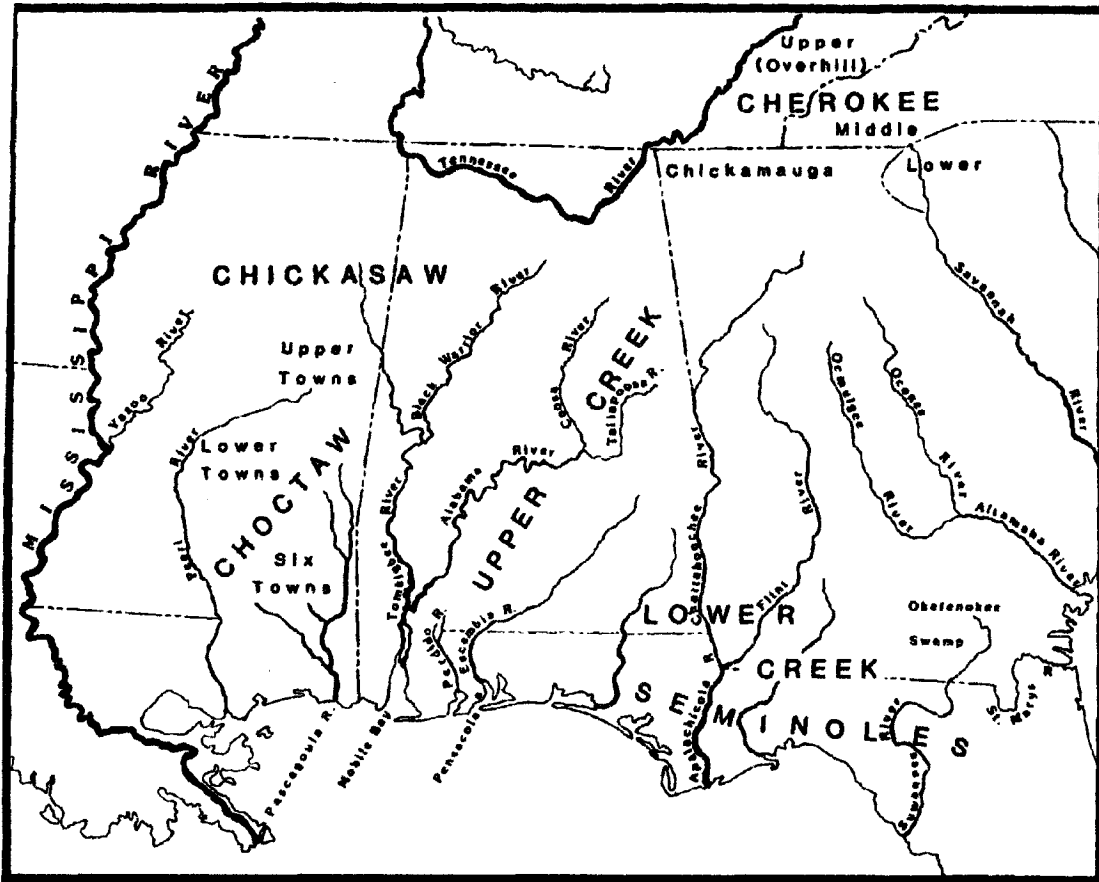 Upper
(Overhill)
CHEROKEE
Middle
Lower
Chickamauga
MISSISSIPPI RIVER
Tennessee River
CHICKASAW
Upper
Towns
Lower
Towns
CHOCTAW
Six
Towns
Yazoo River
Pearl River
Tombigbee River
Black Warrior River
Alabama River
Coosa River
Tallapoosa R.
UPPER CREEK
Chattahoochee River
Flint River
Ocmulgee River
Oconee River
Altamaha River
Savannah River
LOWER
CREEK
SEMINOLES
Okefenokee
Swamp
St. Marys R.
Suwannee River
Apalachicola R.
Perdido R.
Escambia R.
Pascagoula R.
Mobile Bay
Pensacola